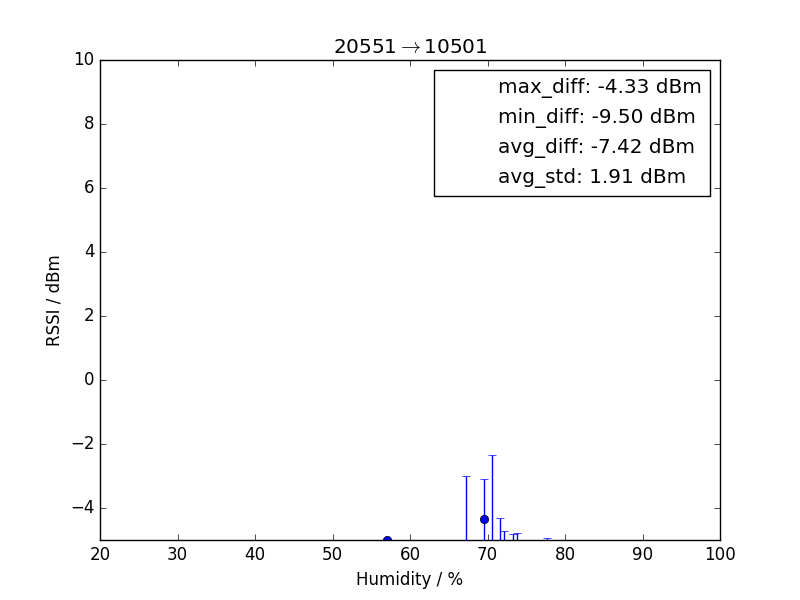 20551→10501
max_diff: -4.33 dBm
min_diff: -9.50 dBm
avg_diff: -7.42 dBm
avg_std: 1.91 dBm
10
8
6
4
2
0
−2
−4
RSSI / dBm
20 30 40 50 60 70 80 90 100
Humidity / %